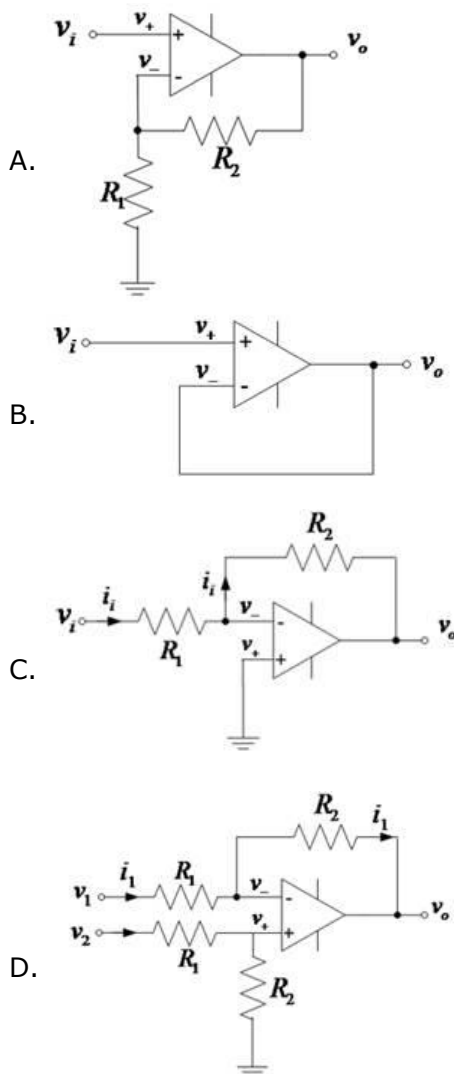 v_i v_+ + v_o
v_- -
R_2
A. R_1
v_i v_+ + v_o
v_- -
B.
R_2
i_i
v_i i_i R_1 v_- - v_o
v_+ +
C.
R_2 i_1
v_1 i_1 R_1 v_- - v_o
v_2 R_1 v_+ +
D. R_2